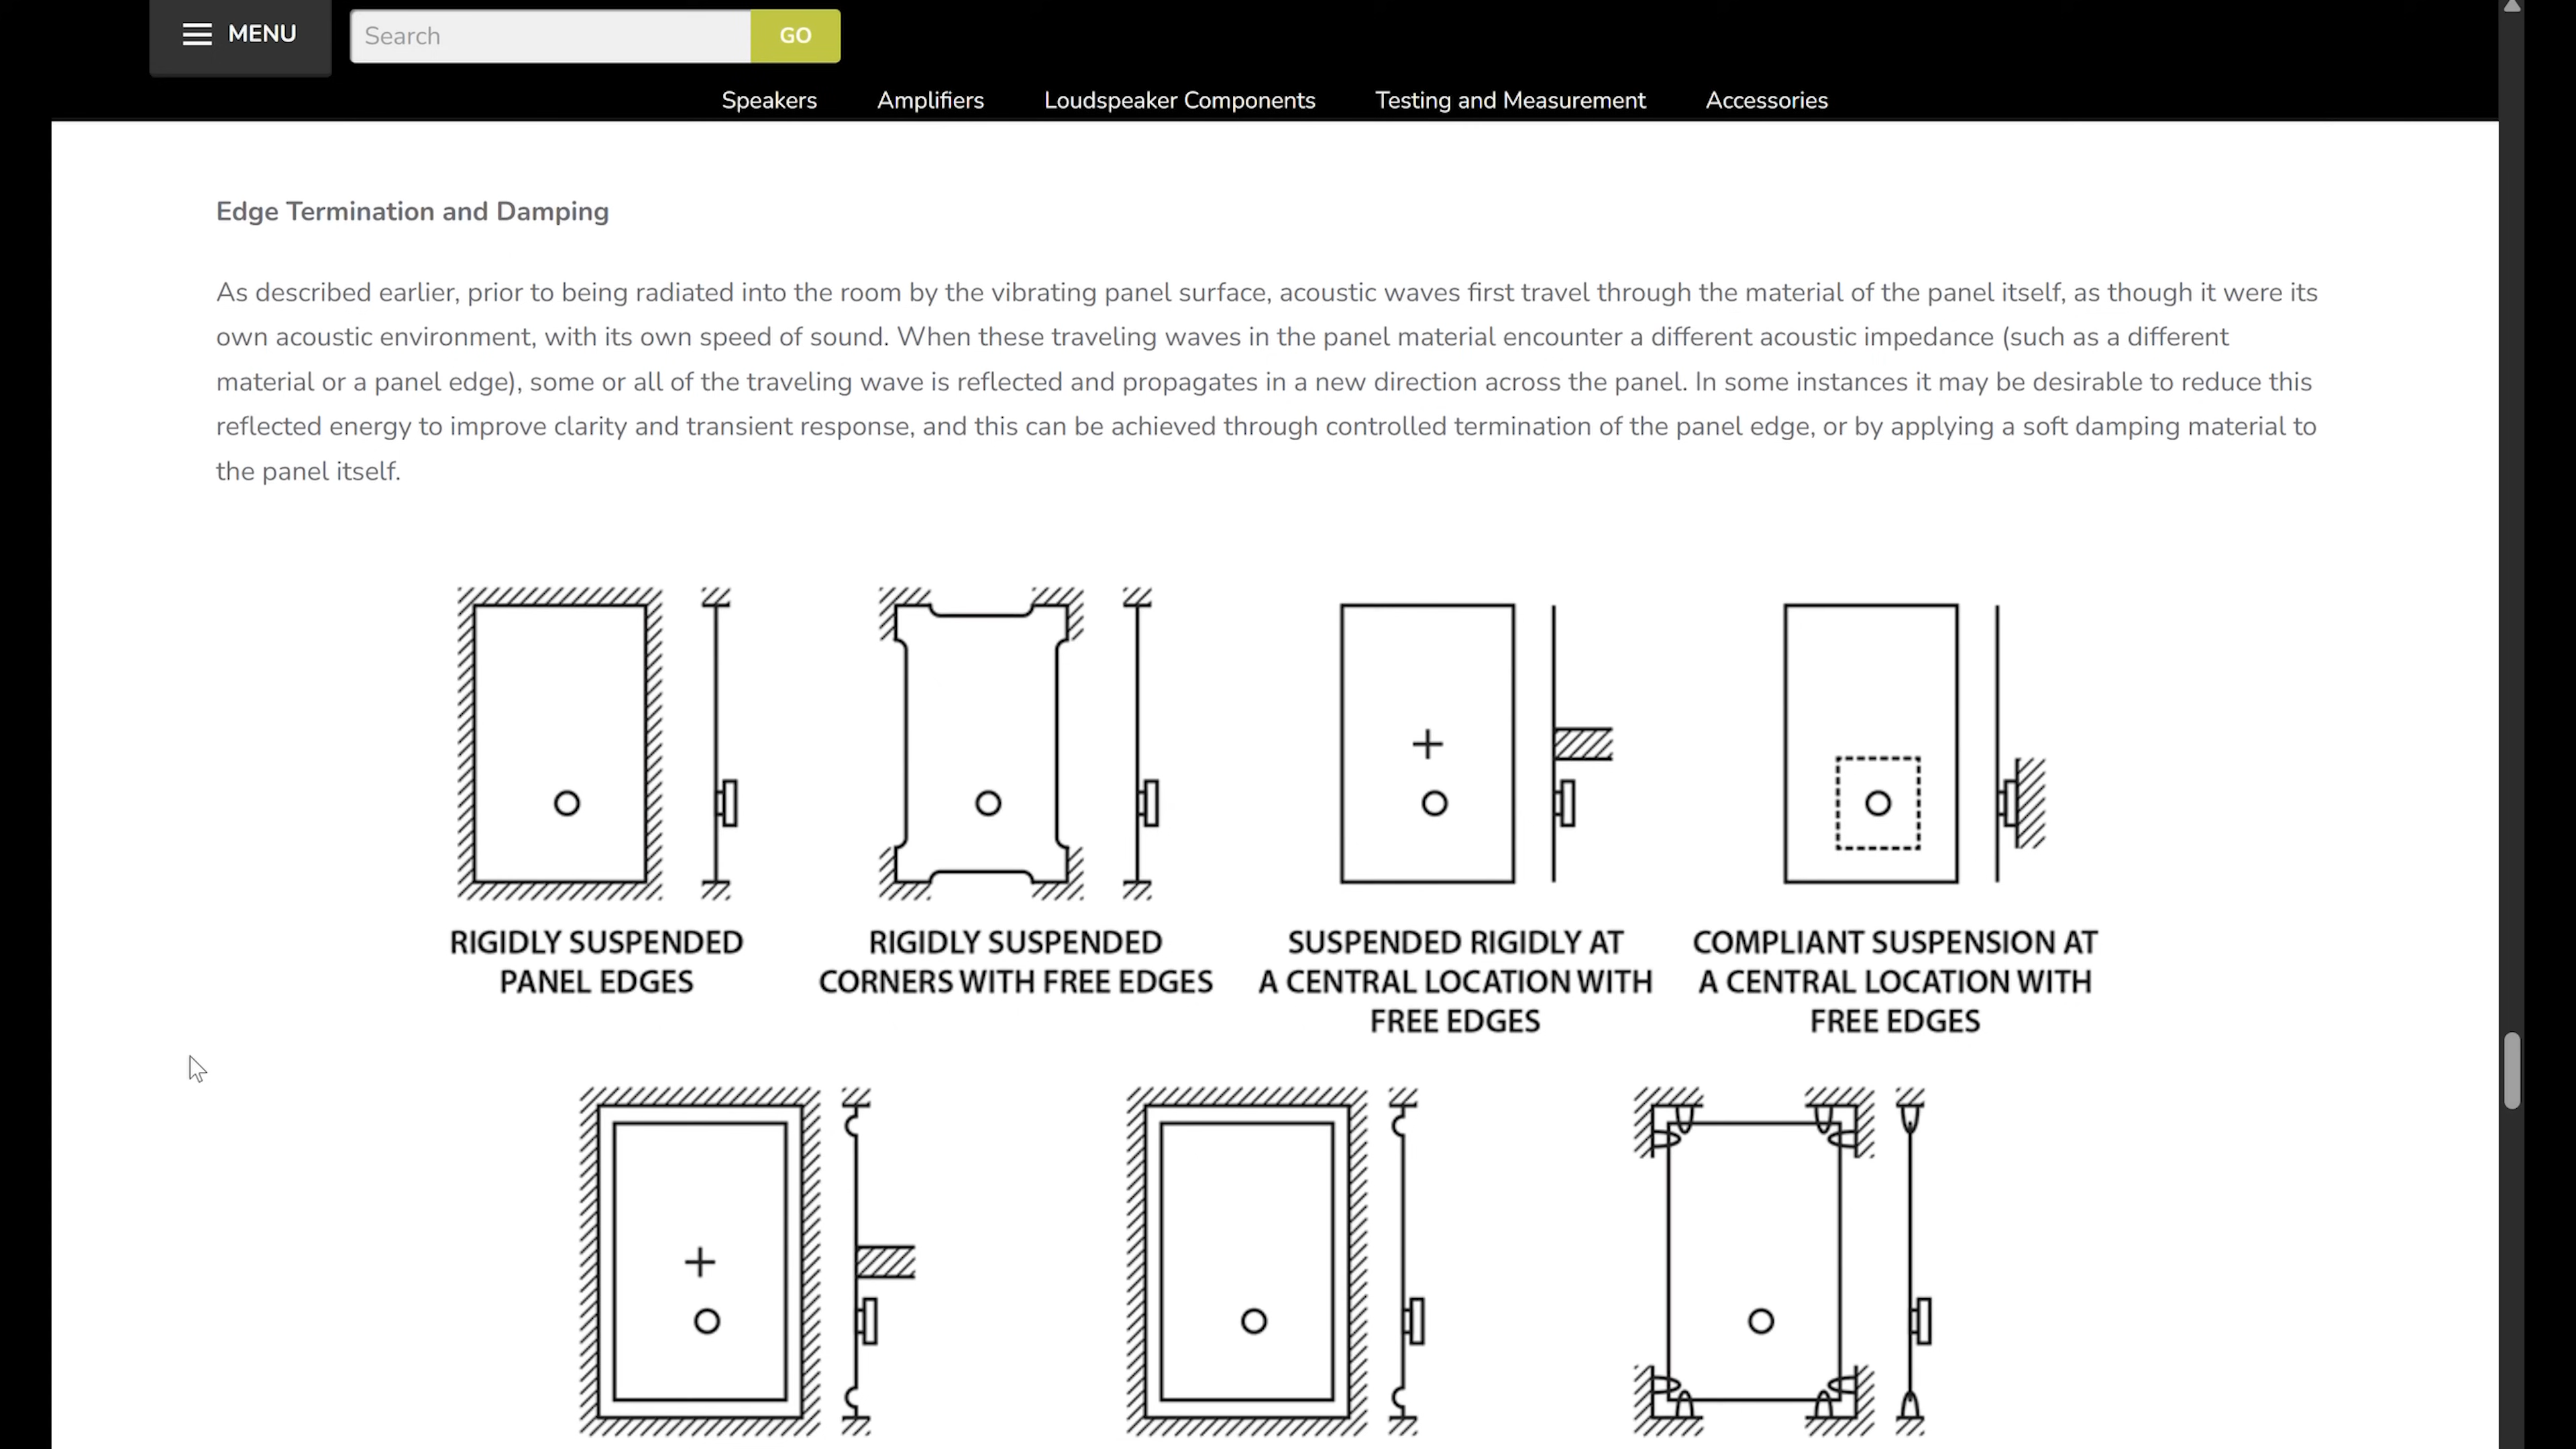 MENU
Search
GO
Speakers Amplifiers Loudspeaker Components Testing and Measurement Accessories
Edge Termination and Damping
As described earlier, prior to being radiated into the room by the vibrating panel surface, acoustic waves first travel through the material of the panel itself, as though it were its
own acoustic environment, with its own speed of sound. When these traveling waves in the panel material encounter a different acoustic impedance (such as a different
material or a panel edge), some or all of the traveling wave is reflected and propagates in a new direction across the panel. In some instances it may be desirable to reduce this
reflected energy to improve clarity and transient response, and this can be achieved through controlled termination of the panel edge, or by applying a soft damping material to
the panel itself.
RIGIDLY SUSPENDED
PANEL EDGES
RIGIDLY SUSPENDED
CORNERS WITH FREE EDGES
SUSPENDED RIGIDLY AT
A CENTRAL LOCATION WITH
FREE EDGES
COMPLIANT SUSPENSION AT
A CENTRAL LOCATION WITH
FREE EDGES